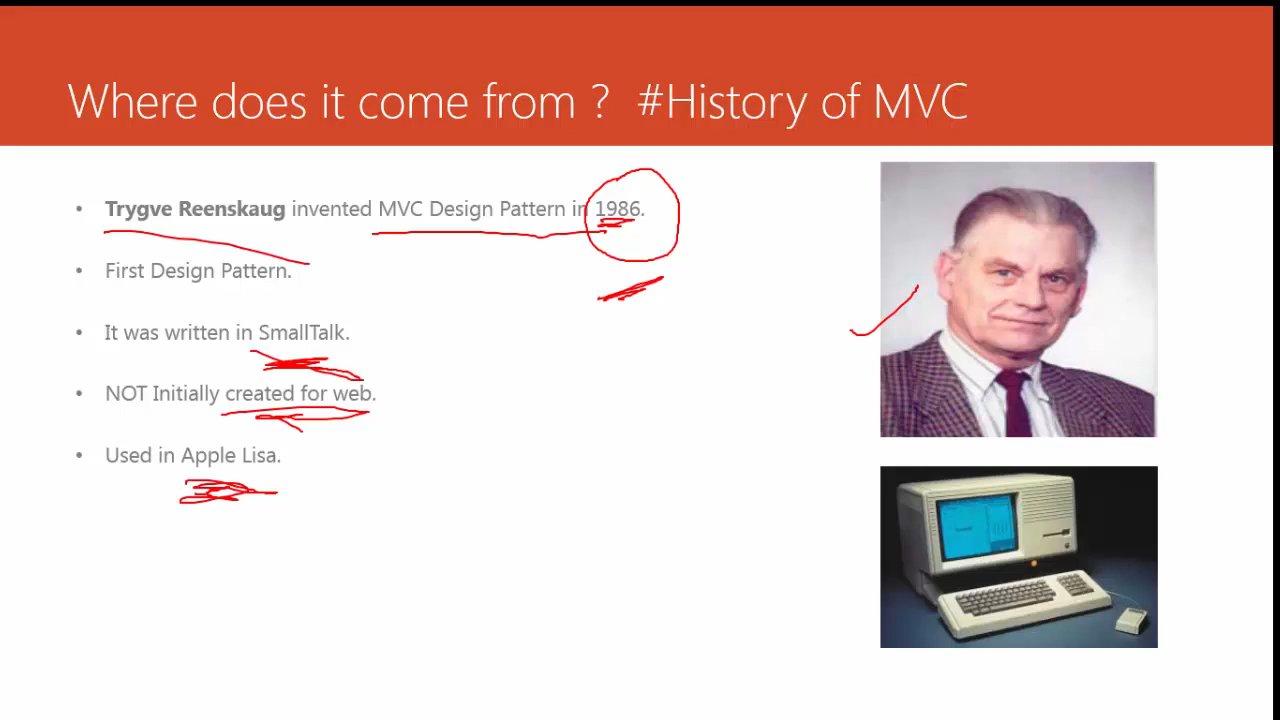 Where does it come from ? #History of MVC
• Trygve Reenskaug invented MVC Design Pattern in 1986.
• First Design Pattern.
• It was written in SmallTalk.
• NOT Initially created for web.
• Used in Apple Lisa.